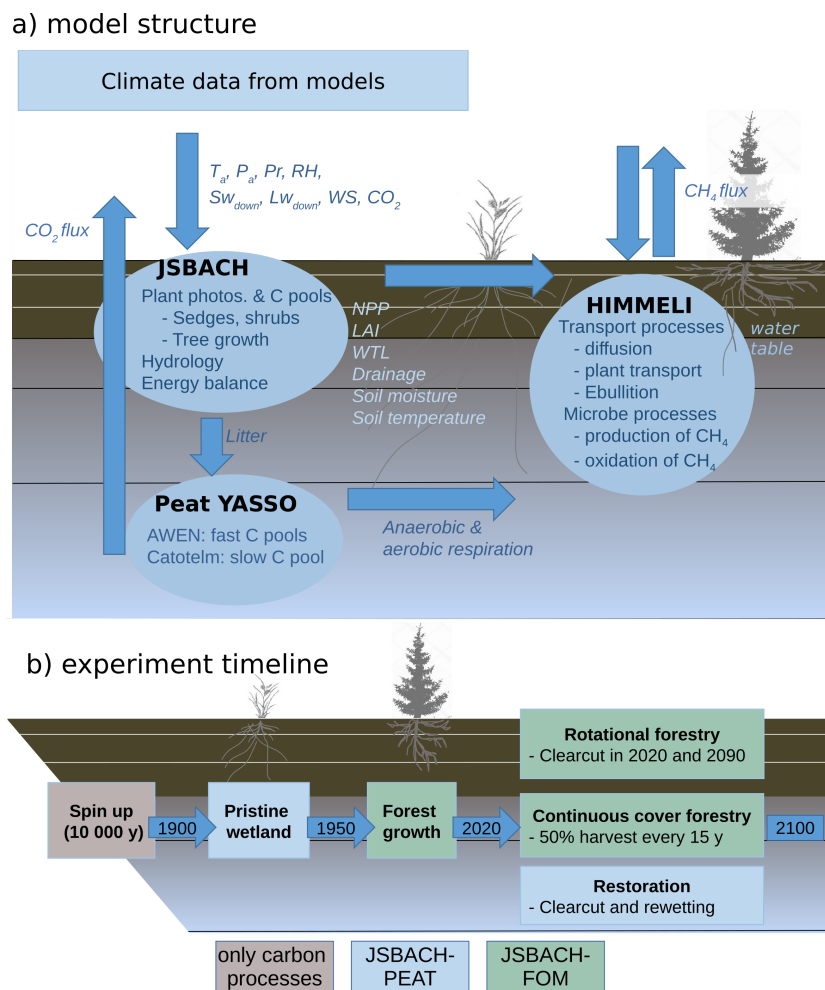 a) model structure
Climate data from models
Ta, Pa, Pr, RH,
Swdown, Lwdown, WS, CO2
CO2 flux
CH4 flux
JSBACH
Plant photos. & C pools
- Sedges, shrubs
- Tree growth
Hydrology
Energy balance
NPP
LAI
WTL
Drainage
Soil moisture
Soil temperature
HIMMELI
Transport processes
- diffusion
- plant transport
- Ebullition
Microbe processes
- production of CH4
- oxidation of CH4
water
table
Litter
Peat YASSO
AWEN: fast C pools
Catotelm: slow C pool
Anaerobic &
aerobic respiration
b) experiment timeline
Spin up
(10 000 y)
1900
Pristine
wetland
1950
Forest
growth
2020
Rotational forestry
- Clearcut in 2020 and 2090
Continuous cover forestry
- 50% harvest every 15 y
Restoration
- Clearcut and rewetting
2100
only carbon
processes
JSBACH-
PEAT
JSBACH-
FOM